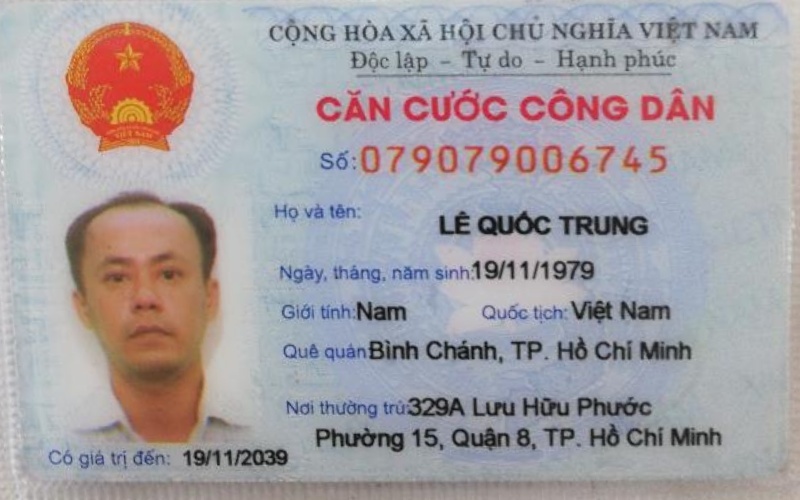 CỘNG HÒA XÃ HỘI CHỦ NGHĨA VIỆT NAM
Độc lập – Tự do – Hạnh phúc
CĂN CƯỚC CÔNG DÂN
Số: 079079006745
Họ và tên: LÊ QUỐC TRUNG
Ngày, tháng, năm sinh: 19/11/1979
Giới tính: Nam Quốc tịch: Việt Nam
Quê quán: Bình Chánh, TP. Hồ Chí Minh
Nơi thường trú: 329A Lưu Hữu Phước
Phường 15, Quận 8, TP. Hồ Chí Minh
Có giá trị đến: 19/11/2039